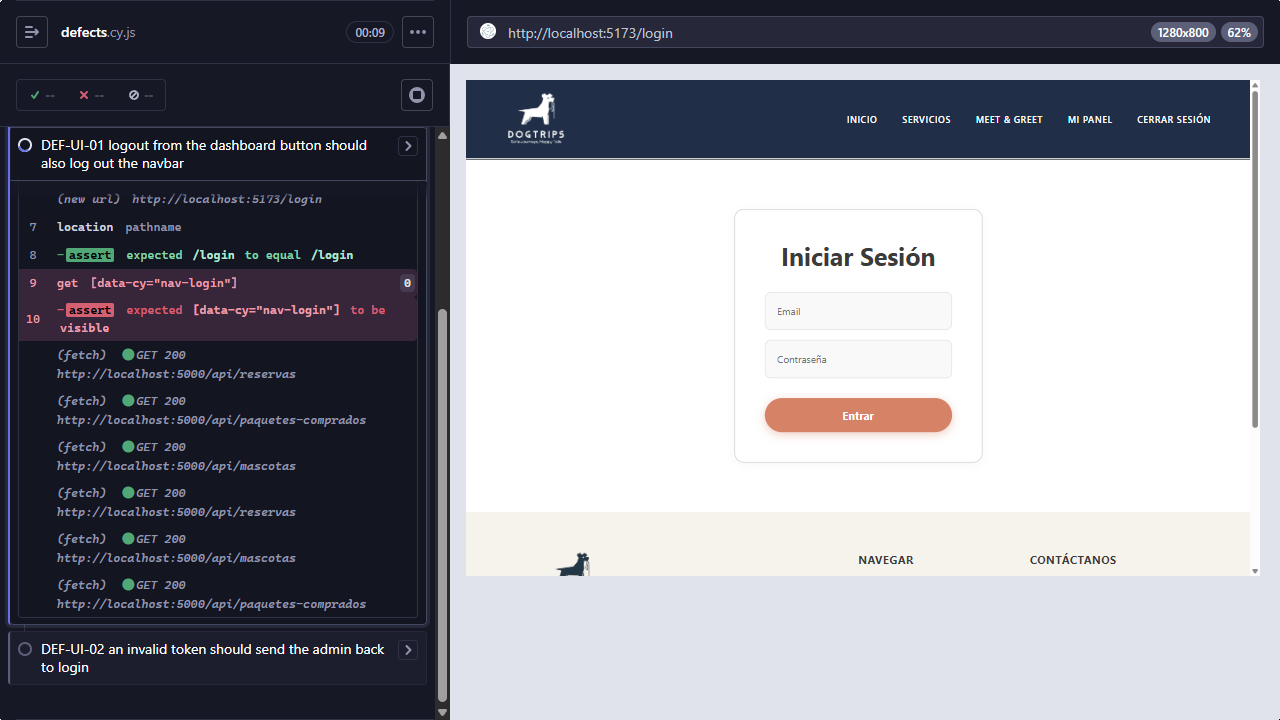 defects.cy.js
00:09
--
--
--
DEF-UI-01 logout from the dashboard button should
also log out the navbar
(new url) http://localhost:5173/login
7 location pathname
8 -assert expected /login to equal /login
9 get [data-cy="nav-login"] 0
10 -assert expected [data-cy="nav-login"] to be
visible
(fetch) GET 200
http://localhost:5000/api/reservas
(fetch) GET 200
http://localhost:5000/api/paquetes-comprados
(fetch) GET 200
http://localhost:5000/api/mascotas
(fetch) GET 200
http://localhost:5000/api/reservas
(fetch) GET 200
http://localhost:5000/api/mascotas
(fetch) GET 200
http://localhost:5000/api/paquetes-comprados
DEF-UI-02 an invalid token should send the admin back
to login
http://localhost:5173/login
1280x800 62%
DOGTRIPS
INICIO SERVICIOS MEET & GREET MI PANEL CERRAR SESIÓN
Iniciar Sesión
Email
Contraseña
Entrar
NAVEGAR CONTÁCTANOS